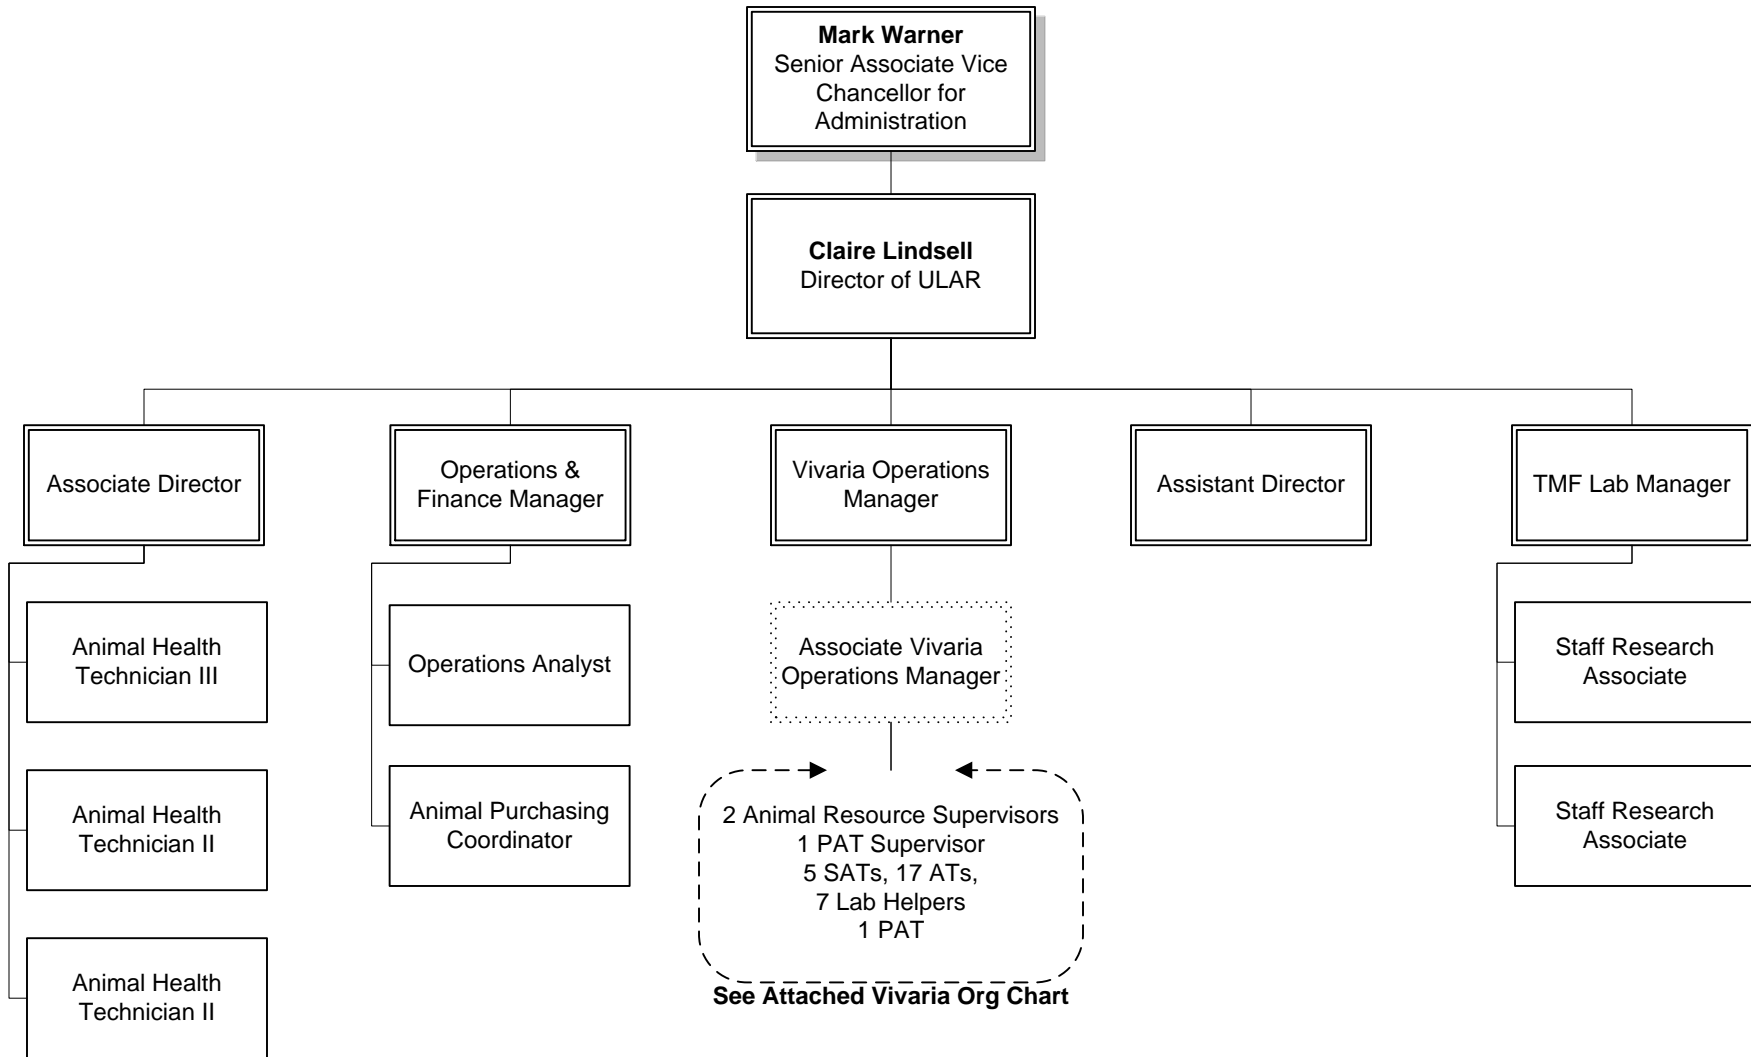 Mark Warner
Senior Associate Vice
Chancellor for
Administration
Claire Lindsell
Director of ULAR
Associate Director
Operations &
Finance Manager
Vivaria Operations
Manager
Assistant Director
TMF Lab Manager
Animal Health
Technician III
Operations Analyst
Associate Vivaria
Operations Manager
Staff Research
Associate
Animal Health
Technician II
Animal Purchasing
Coordinator
2 Animal Resource Supervisors
1 PAT Supervisor
5 SATs, 17 ATs,
7 Lab Helpers
1 PAT
Staff Research
Associate
Animal Health
Technician II
See Attached Vivaria Org Chart